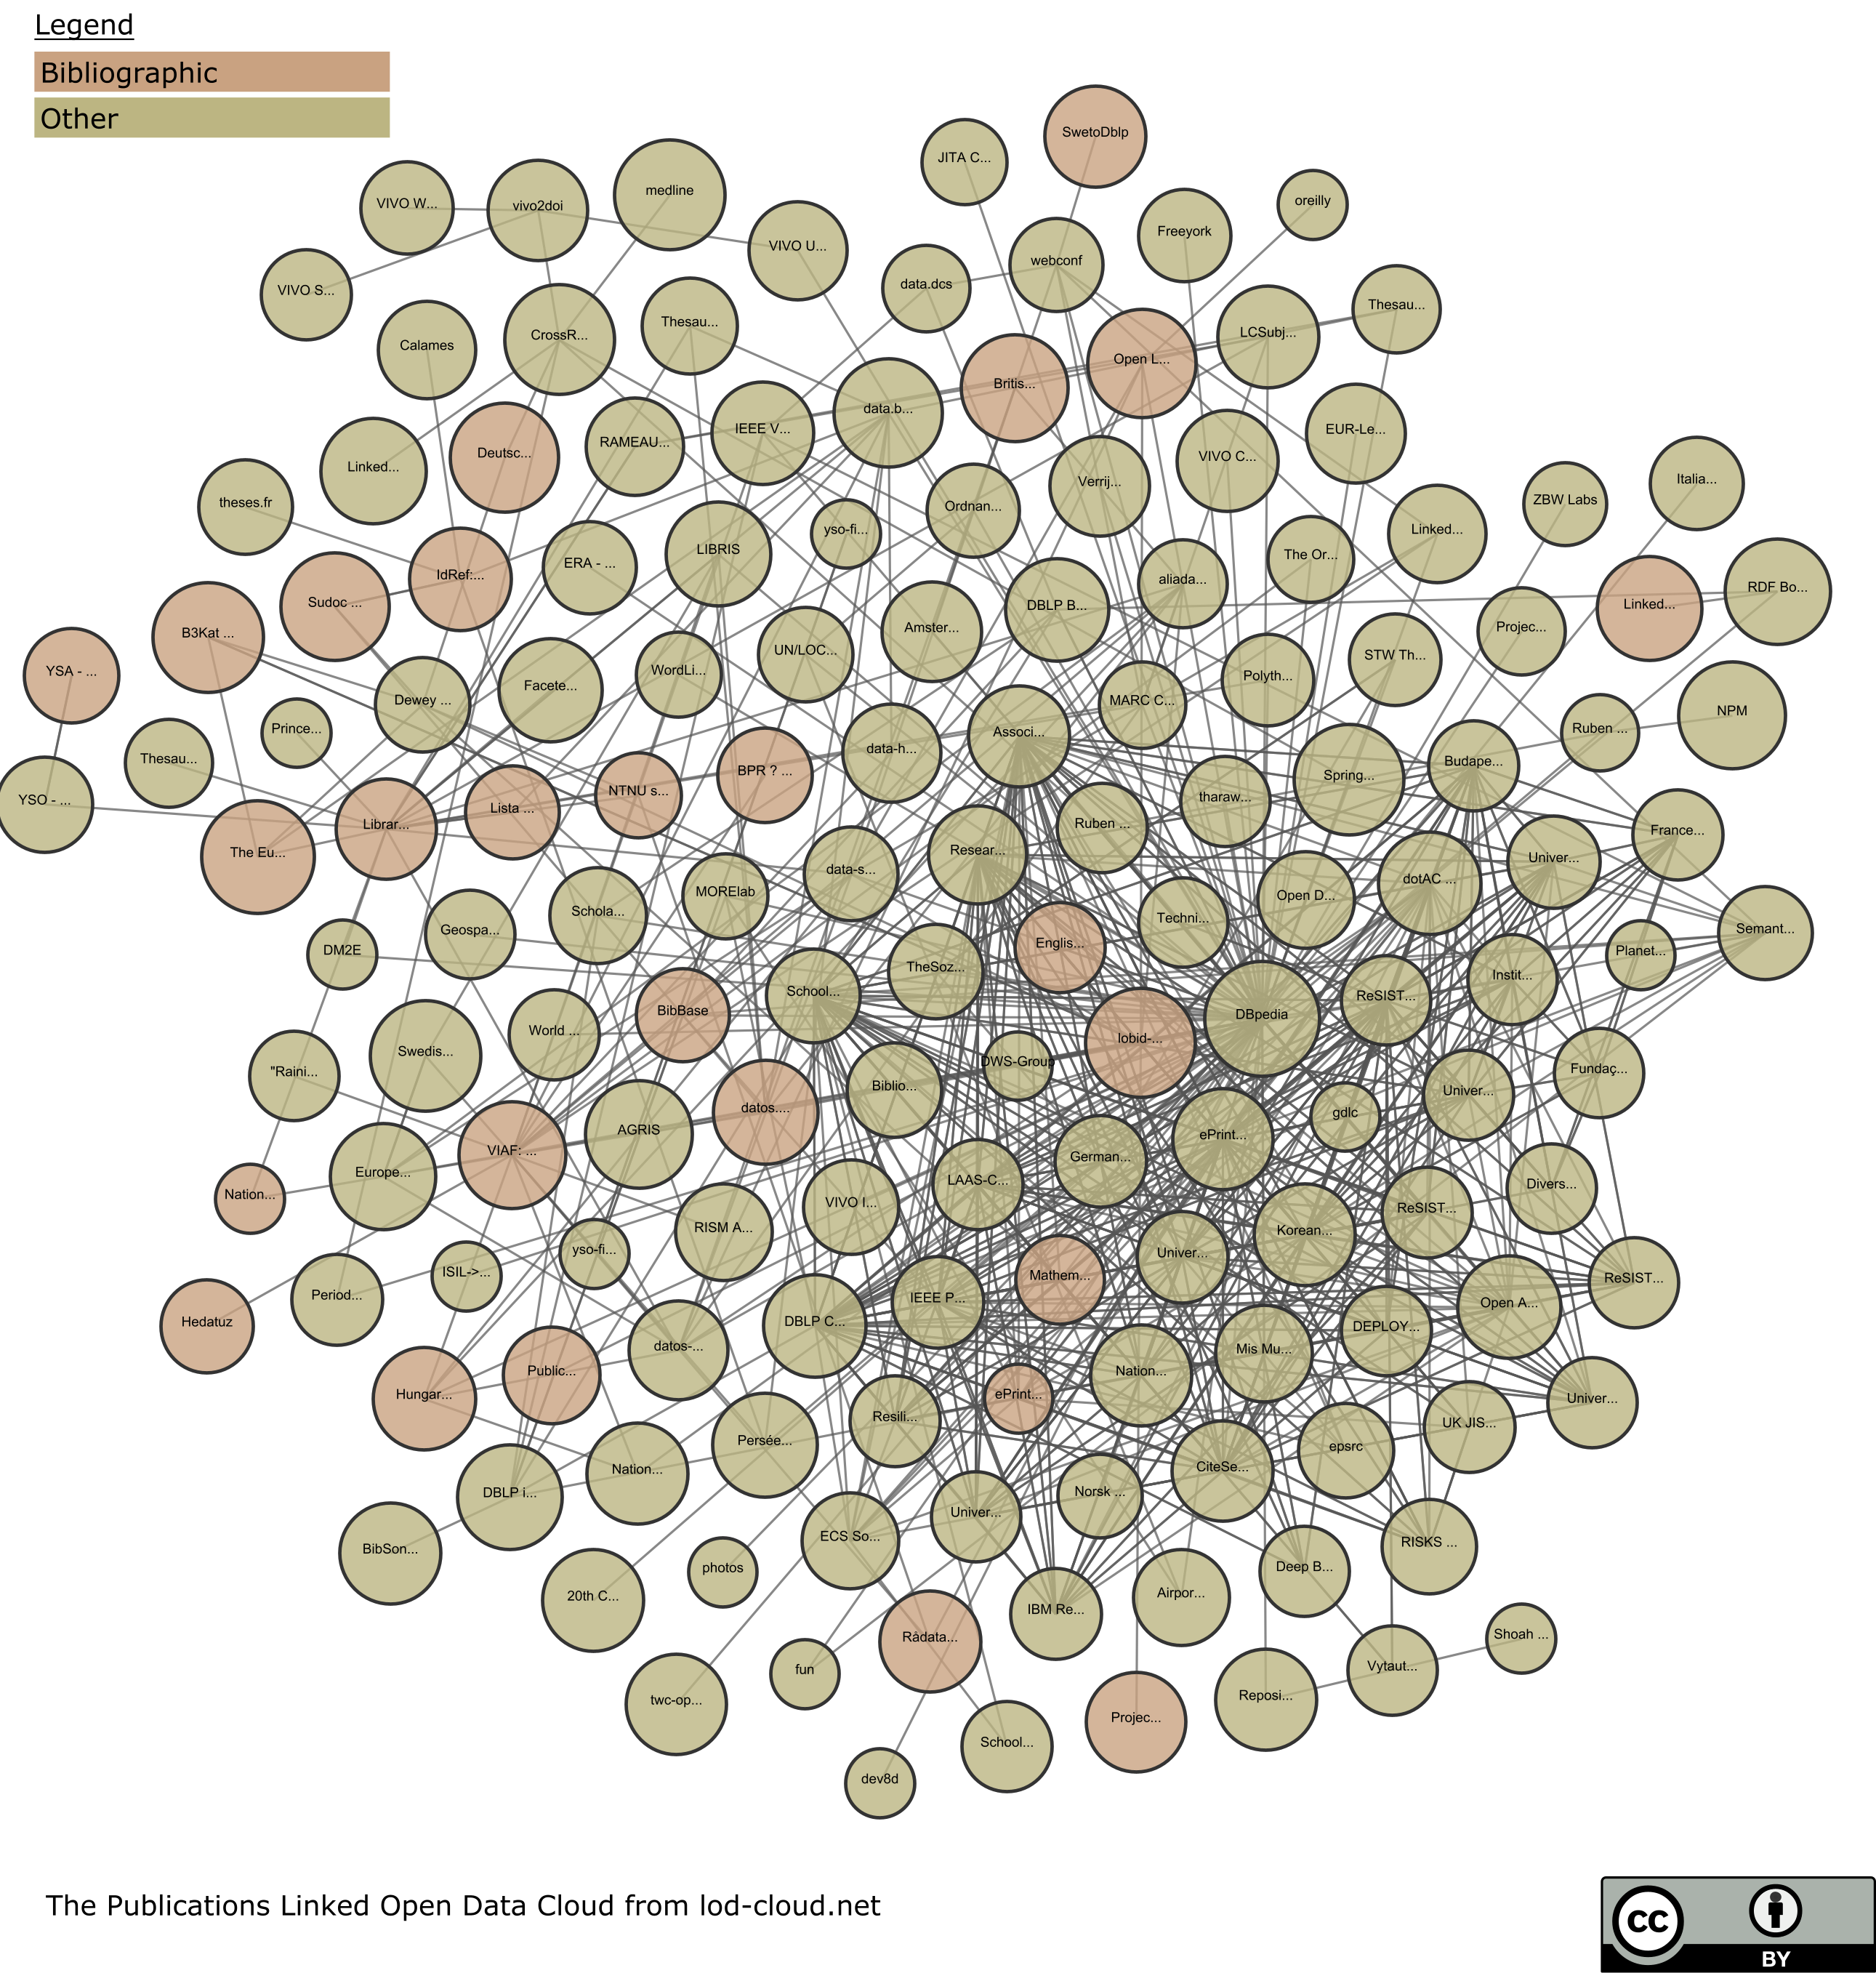 Legend
Bibliographic
Other
SwetoDblp
JITA C...
medline
VIVO W...
vivo2doi
oreilly
Freeyork
VIVO U...
webconf
data.dcs
VIVO S...
Thesau...
Thesau...
CrossR...
LCSubj...
Calames
Open L...
Britis...
data.b...
IEEE V...
EUR-Le...
RAMEAU...
Deutsc...
VIVO C...
Linked...
Verrij...
Italia...
theses.fr
ZBW Labs
Ordnan...
yso-fi...
Linked...
LIBRIS
The Or...
ERA - ...
IdRef:...
aliada...
RDF Bo...
Sudoc ...
DBLP B...
Linked...
B3Kat ...
Amster...
Projec...
UN/LOC...
STW Th...
YSA - ...
WordLi...
Polyth...
Facete...
Dewey ...
MARC C...
NPM
Prince...
Ruben ...
Associ...
data-h...
Thesau...
Budape...
BPR ? ...
Spring...
NTNU s...
tharaw...
YSO - ...
Lista ...
Librar...
Ruben ...
France...
The Eu...
Resear...
Univer...
data-s...
dotAC ...
MORElab
Open D...
Schola...
Techni...
Geospa...
Semant...
Englis...
DM2E
Planet...
TheSoz...
Instit...
School...
ReSIST...
BibBase
DBpedia
World ...
lobid-...
Swedis...
DWS-Group
"Raini...
Fundaç...
Biblio...
Univer...
datos....
gdlc
AGRIS
ePrint...
VIAF: ...
German...
Europe...
LAAS-C...
Divers...
Nation...
VIVO I...
ReSIST...
RISM A...
Korean...
yso-fi...
Univer...
ISIL->...
Mathem...
ReSIST...
Period...
IEEE P...
Open A...
Hedatuz
DBLP C...
DEPLOY...
datos-...
Mis Mu...
Public...
Nation...
Hungar...
ePrint...
Univer...
Resili...
UK JIS...
Persée...
epsrc
Nation...
CiteSe...
DBLP i...
Norsk ...
Univer...
ECS So...
RISKS ...
BibSon...
photos
Deep B...
20th C...
Airpor...
IBM Re...
Rådata...
Shoah ...
fun
Vytaut...
twc-op...
Reposi...
Projec...
School...
dev8d
The Publications Linked Open Data Cloud from lod-cloud.net
cc
BY